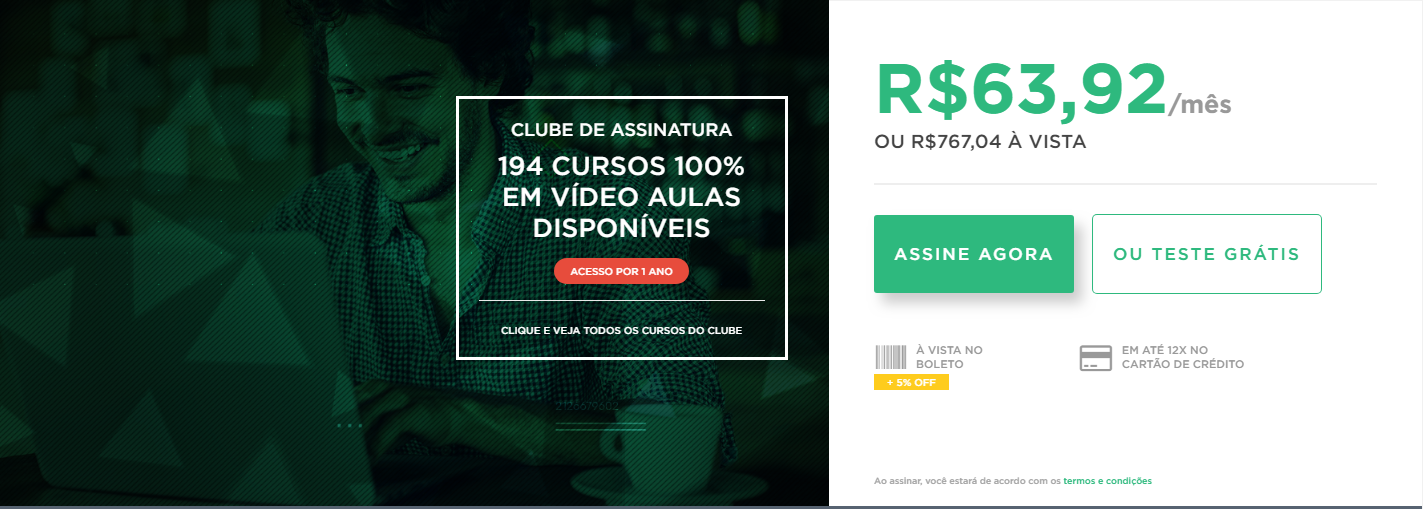 CLUBE DE ASSINATURA
194 CURSOS 100%
EM VÍDEO AULAS
DISPONÍVEIS
ACESSO POR 1 ANO
CLIQUE E VEJA TODOS OS CURSOS DO CLUBE
R$63,92/mês
OU R$767,04 À VISTA
ASSINE AGORA
OU TESTE GRÁTIS
À VISTA NO
BOLETO
+ 5% OFF
EM ATÉ 12X NO
CARTÃO DE CRÉDITO
Ao assinar, você estará de acordo com os termos e condições